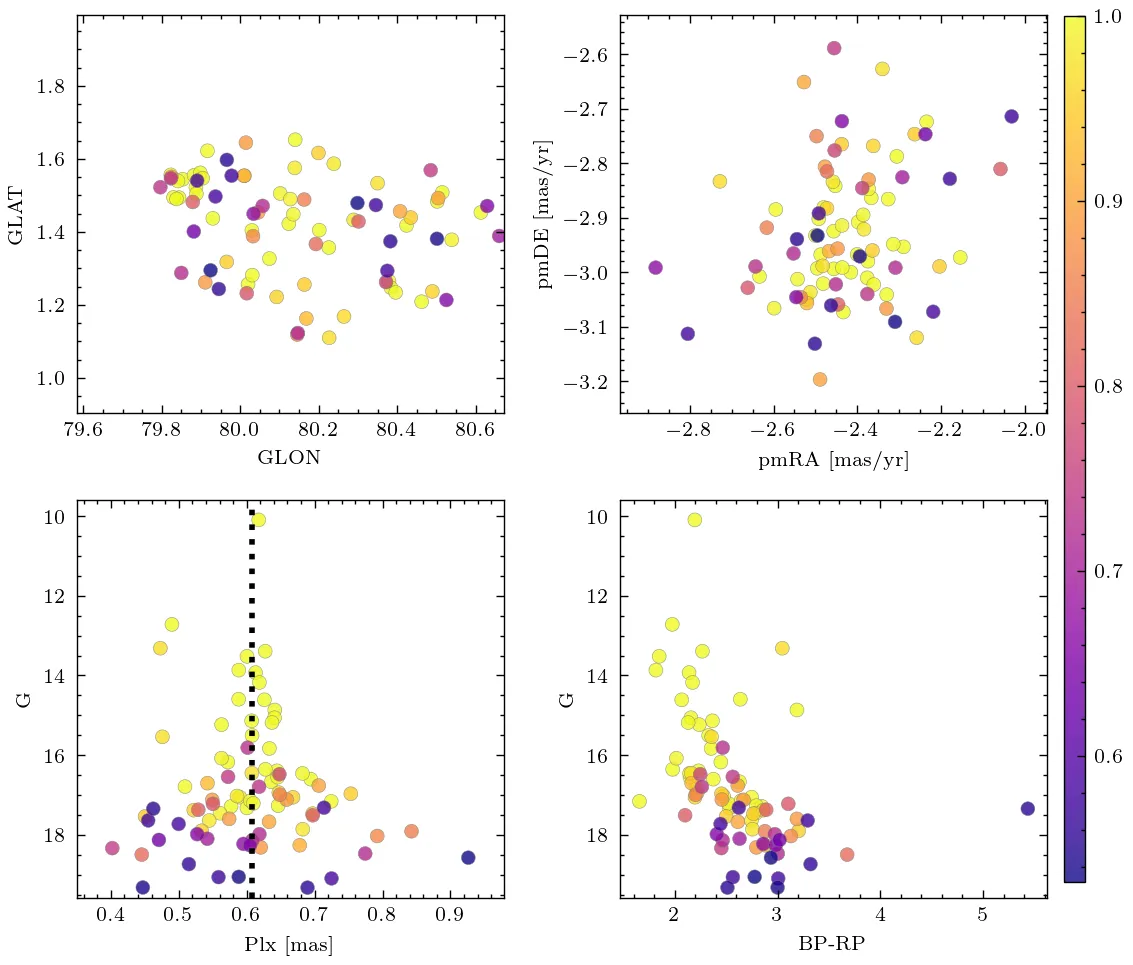 1.8
1.6
1.4
1.2
1.0
GLAT
79.6 79.8 80.0 80.2 80.4 80.6
GLON
−2.6
−2.7
−2.8
−2.9
−3.0
−3.1
−3.2
pmDE [mas/yr]
−2.8 −2.6 −2.4 −2.2 −2.0
pmRA [mas/yr]
1.0
0.9
0.8
0.7
0.6
10
12
14
16
18
G
0.4 0.5 0.6 0.7 0.8 0.9
Plx [mas]
10
12
14
16
18
G
2 3 4 5
BP-RP